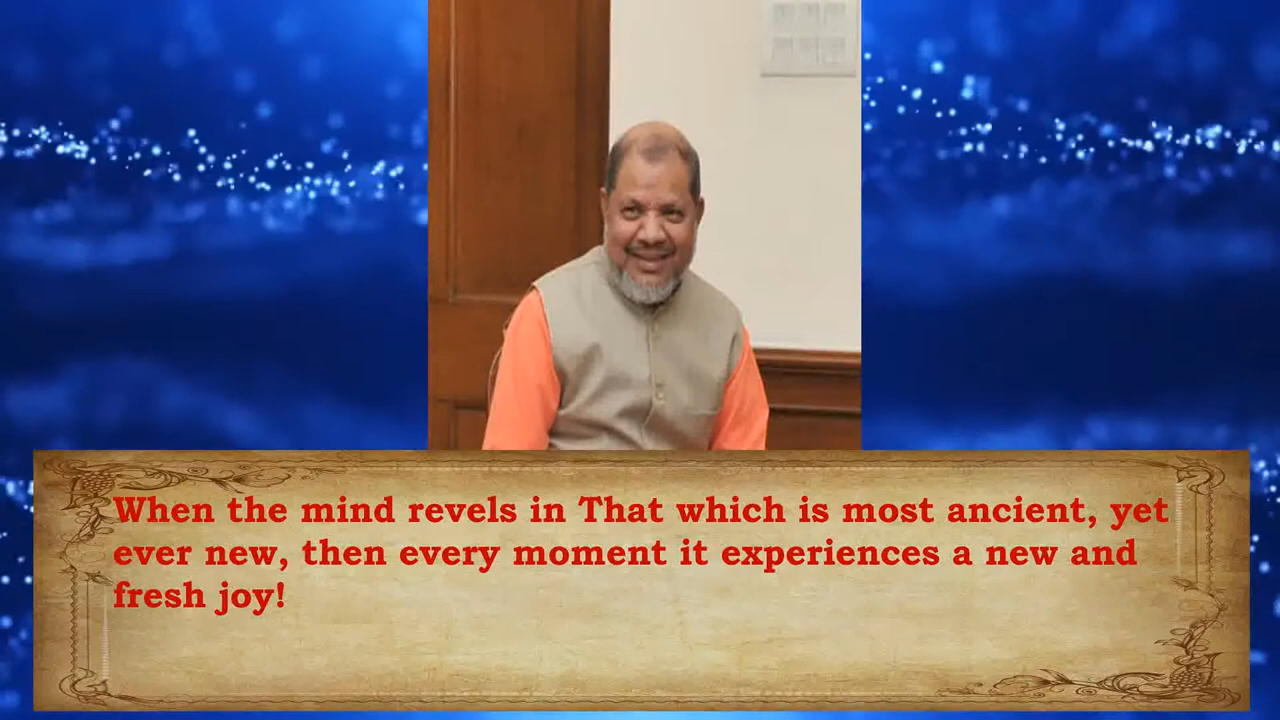 When the mind revels in That which is most ancient, yet
ever new, then every moment it experiences a new and
fresh joy!